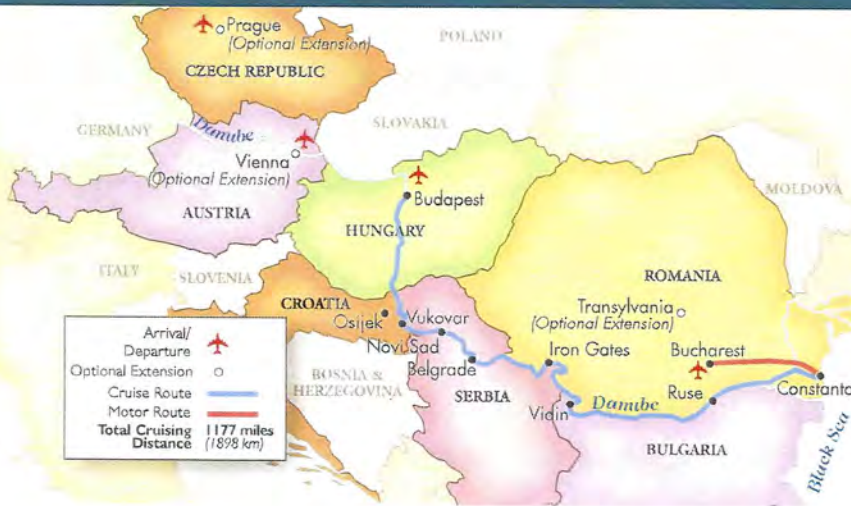 Prague
(Optional Extension)
CZECH REPUBLIC
POLAND
GERMANY
Danube
SLOVAKIA
Vienna
(Optional Extension)
AUSTRIA
Budapest
HUNGARY
MOLDOVA
ITALY
SLOVENIA
CROATIA
Osijek
Vukovar
Novi Sad
Belgrade
ROMANIA
Transylvania
(Optional Extension)
Iron Gates
Bucharest
BOSNIA &
HERZEGOVINA
SERBIA
Vidin
Danube
Ruse
Constanta
BULGARIA
Black Sea
Arrival/
Departure
Optional Extension
Cruise Route
Motor Route
Total Cruising 1177 miles
Distance (1898 km)